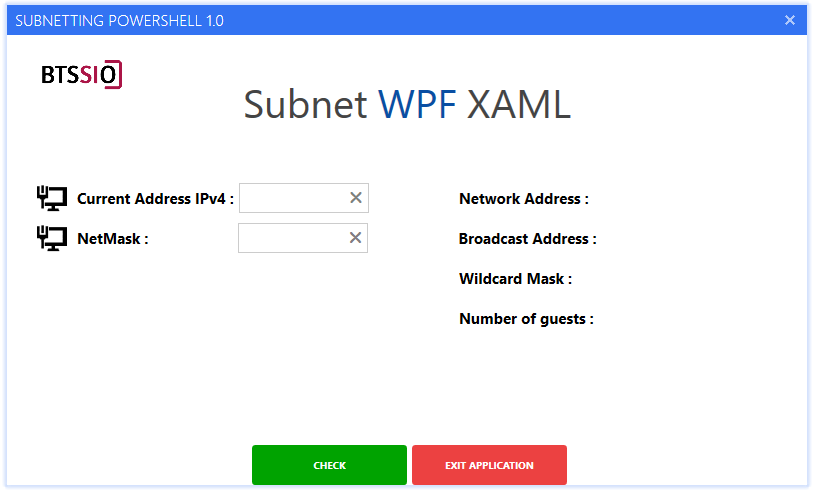 SUBNETTING POWERSHELL 1.0
BTSSIO
Subnet WPF XAML
Current Address IPv4 :
NetMask :
Network Address :
Broadcast Address :
Wildcard Mask :
Number of guests :
CHECK
EXIT APPLICATION